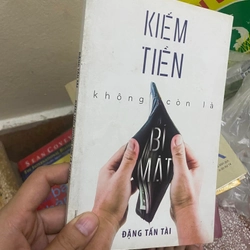 KIẾM
TIỀN
không còn là
BÍ
MẬT
ĐẶNG TẤN TÀI